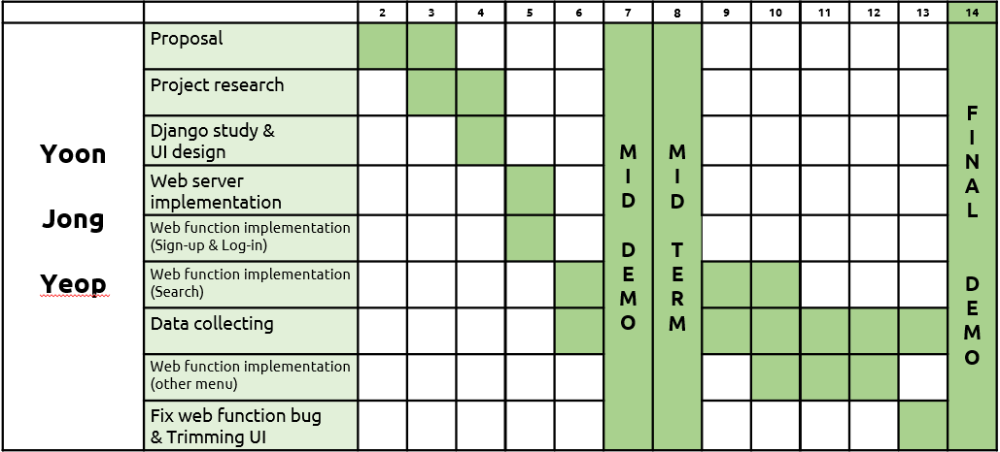 2 3 4 5 6 7 8 9 10 11 12 13 14
Yoon
Jong
Yeop
Proposal
Project research
Django study &
UI design
Web server
implementation
Web function implementation
(Sign-up & Log-in)
Web function implementation
(Search)
Data collecting
Web function implementation
(other menu)
Fix web function bug
& Trimming UI
MID DEMO
MID TERM
FINAL DEMO